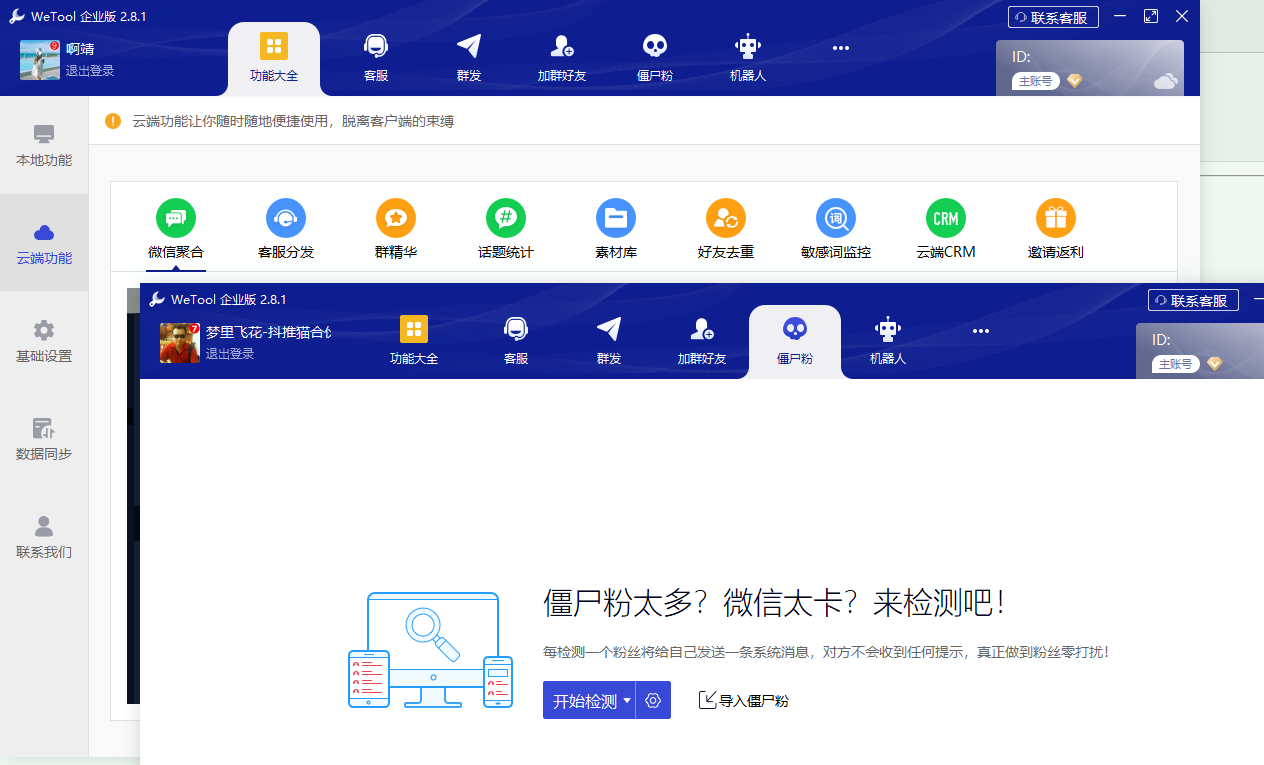 WeTool 企业版 2.8.1
联系客服
啊靖
退出登录
9
功能大全
客服
群发
加群好友
僵尸粉
机器人
ID:
主账号
云端功能让你随时随地便捷使用，脱离客户端的束缚
本地功能
云端功能
基础设置
数据同步
联系我们
微信聚合
客服分发
群精华
#
话题统计
素材库
好友去重
词
敏感词监控
CRM
云端CRM
邀请返利
WeTool 企业版 2.8.1
联系客服
7
梦里飞花-抖推猫合伙
退出登录
功能大全
客服
群发
加群好友
僵尸粉
机器人
ID:
主账号
僵尸粉太多？微信太卡？来检测吧！
每检测一个粉丝将给自己发送一条系统消息，对方不会收到任何提示，真正做到粉丝零打扰！
开始检测
导入僵尸粉